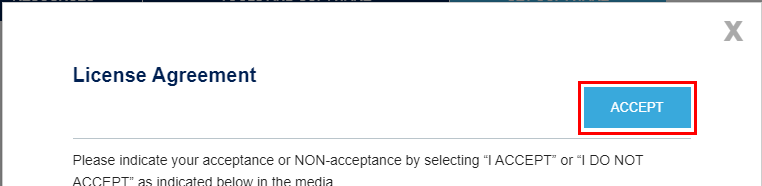 X
License Agreement
ACCEPT
Please indicate your acceptance or NON-acceptance by selecting “I ACCEPT” or “I DO NOT
ACCEPT” as indicated below in the media